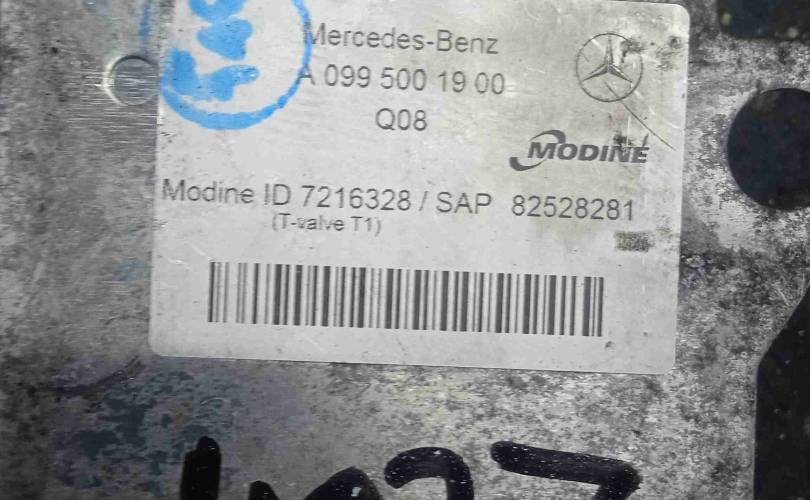 Mercedes-Benz
A 099 500 19 00
Q08
MODINE
Modine ID 7216328 / SAP 82528281
(T-valve T1)